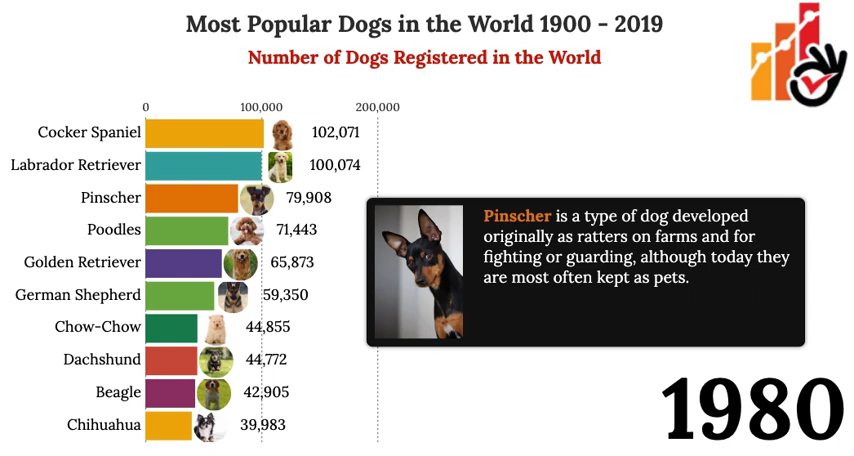 Most Popular Dogs in the World 1900 - 2019
Number of Dogs Registered in the World
0 100,000 200,000
Cocker Spaniel 102,071
Labrador Retriever 100,074
Pinscher 79,908
Poodles 71,443
Golden Retriever 65,873
German Shepherd 59,350
Chow-Chow 44,855
Dachshund 44,772
Beagle 42,905
Chihuahua 39,983
Pinscher is a type of dog developed
originally as ratters on farms and for
fighting or guarding, although today they
are most often kept as pets.
1980